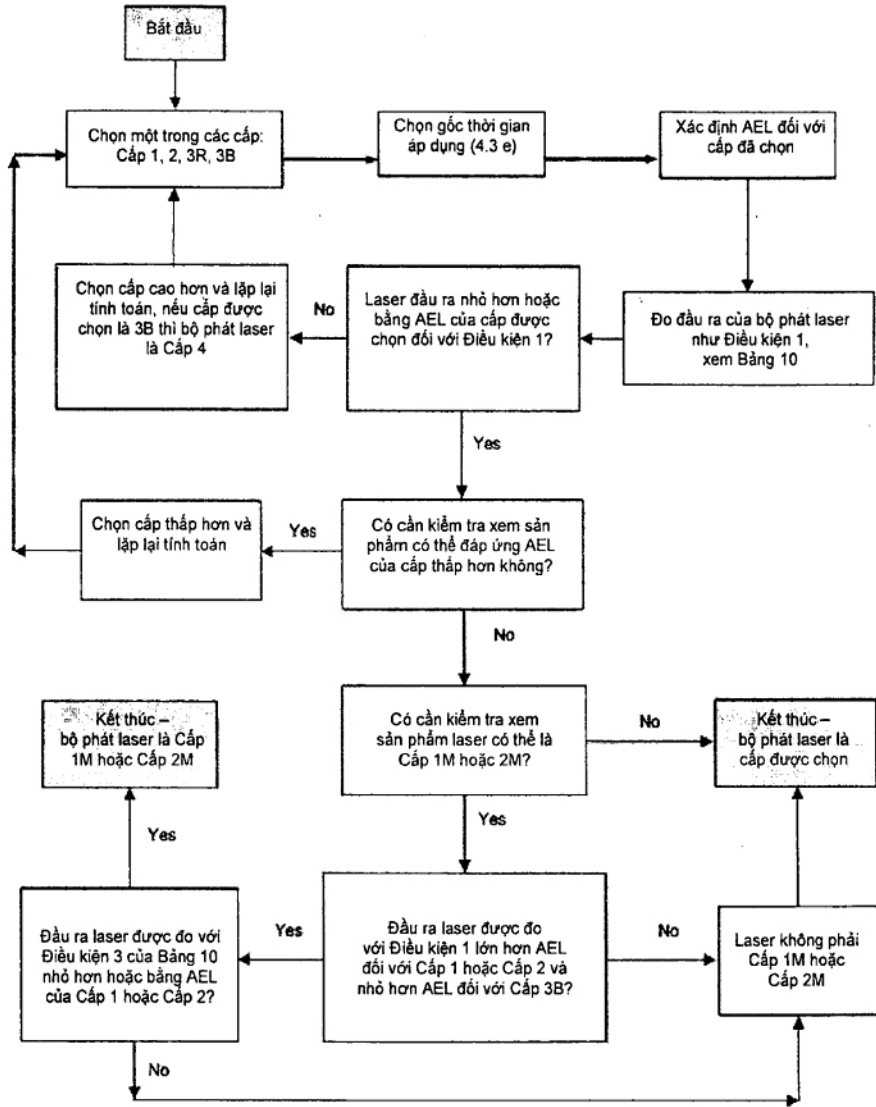 Bắt đầu
Chọn một trong các cấp:
Cấp 1, 2, 3R, 3B
Chọn gốc thời gian
áp dụng (4.3 e)
Xác định AEL đối với
cấp đã chọn
Chọn cấp cao hơn và lặp lại
tính toán, nếu cấp được
chọn là 3B thì bộ phát laser
là Cấp 4
No
Laser đầu ra nhỏ hơn hoặc
bằng AEL của cấp được
chọn đối với Điều kiện 1?
Đo đầu ra của bộ phát laser
như Điều kiện 1,
xem Bảng 10
Yes
Chọn cấp thấp hơn và
lặp lại tính toán
Yes
Có cần kiểm tra xem sản
phẩm có thể đáp ứng AEL
của cấp thấp hơn không?
No
Kết thúc –
bộ phát laser là Cấp
1M hoặc Cấp 2M
Có cần kiểm tra xem
sản phẩm laser có thể là
Cấp 1M hoặc 2M?
No
Kết thúc –
bộ phát laser là
cấp được chọn
Yes
Yes
Đầu ra laser được đo với
Điều kiện 3 của Bảng 10
nhỏ hơn hoặc bằng AEL
của Cấp 1 hoặc Cấp 2?
Yes
Đầu ra laser được đo
với Điều kiện 1 lớn hơn AEL
đối với Cấp 1 hoặc Cấp 2 và
nhỏ hơn AEL đối với Cấp 3B?
No
Laser không phải
Cấp 1M hoặc
Cấp 2M
No